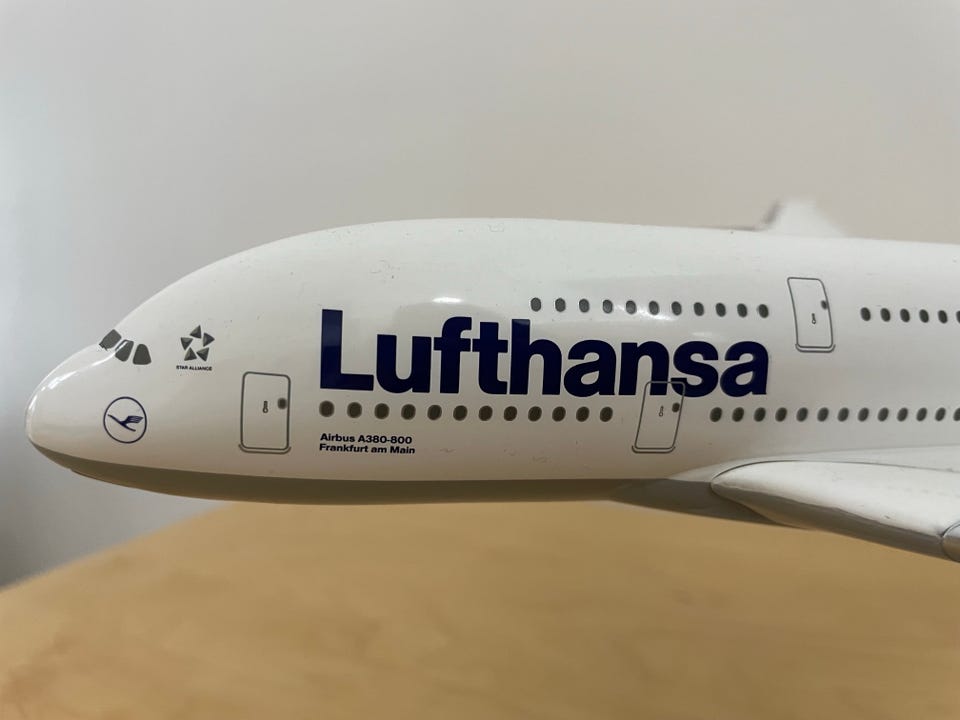 STAR ALLIANCE
Lufthansa
Airbus A380-800
Frankfurt am Main